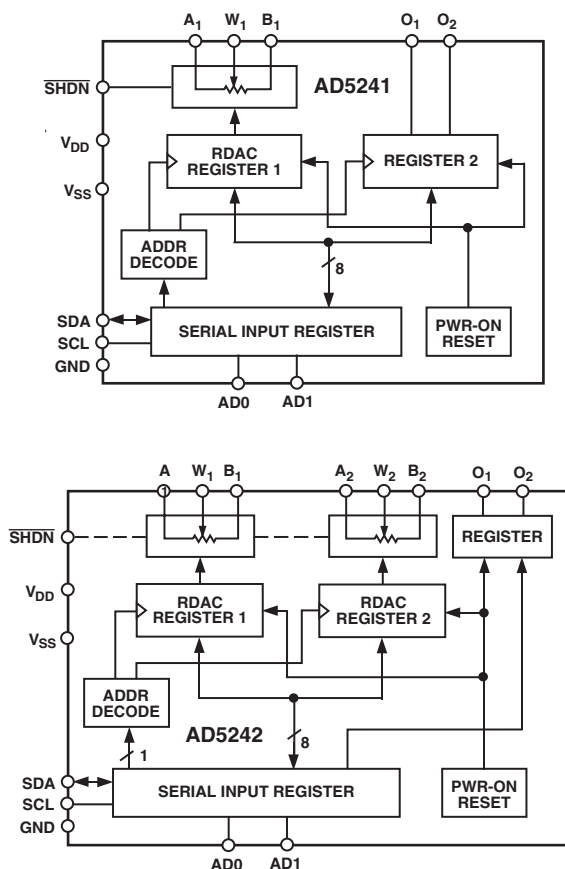 A1 W1 B1 O1 O2
SHDN
AD5241
VDD
RDAC
REGISTER 1
REGISTER 2
VSS
ADDR
DECODE
8
SDA
SERIAL INPUT REGISTER
PWR-ON
RESET
SCL
GND
AD0 AD1
A1 W1 B1 A2 W2 B2 O1 O2
SHDN
REGISTER
VDD
RDAC
REGISTER 1
RDAC
REGISTER 2
VSS
ADDR
DECODE
AD5242
8
1
SDA
SERIAL INPUT REGISTER
PWR-ON
RESET
SCL
GND
AD0 AD1